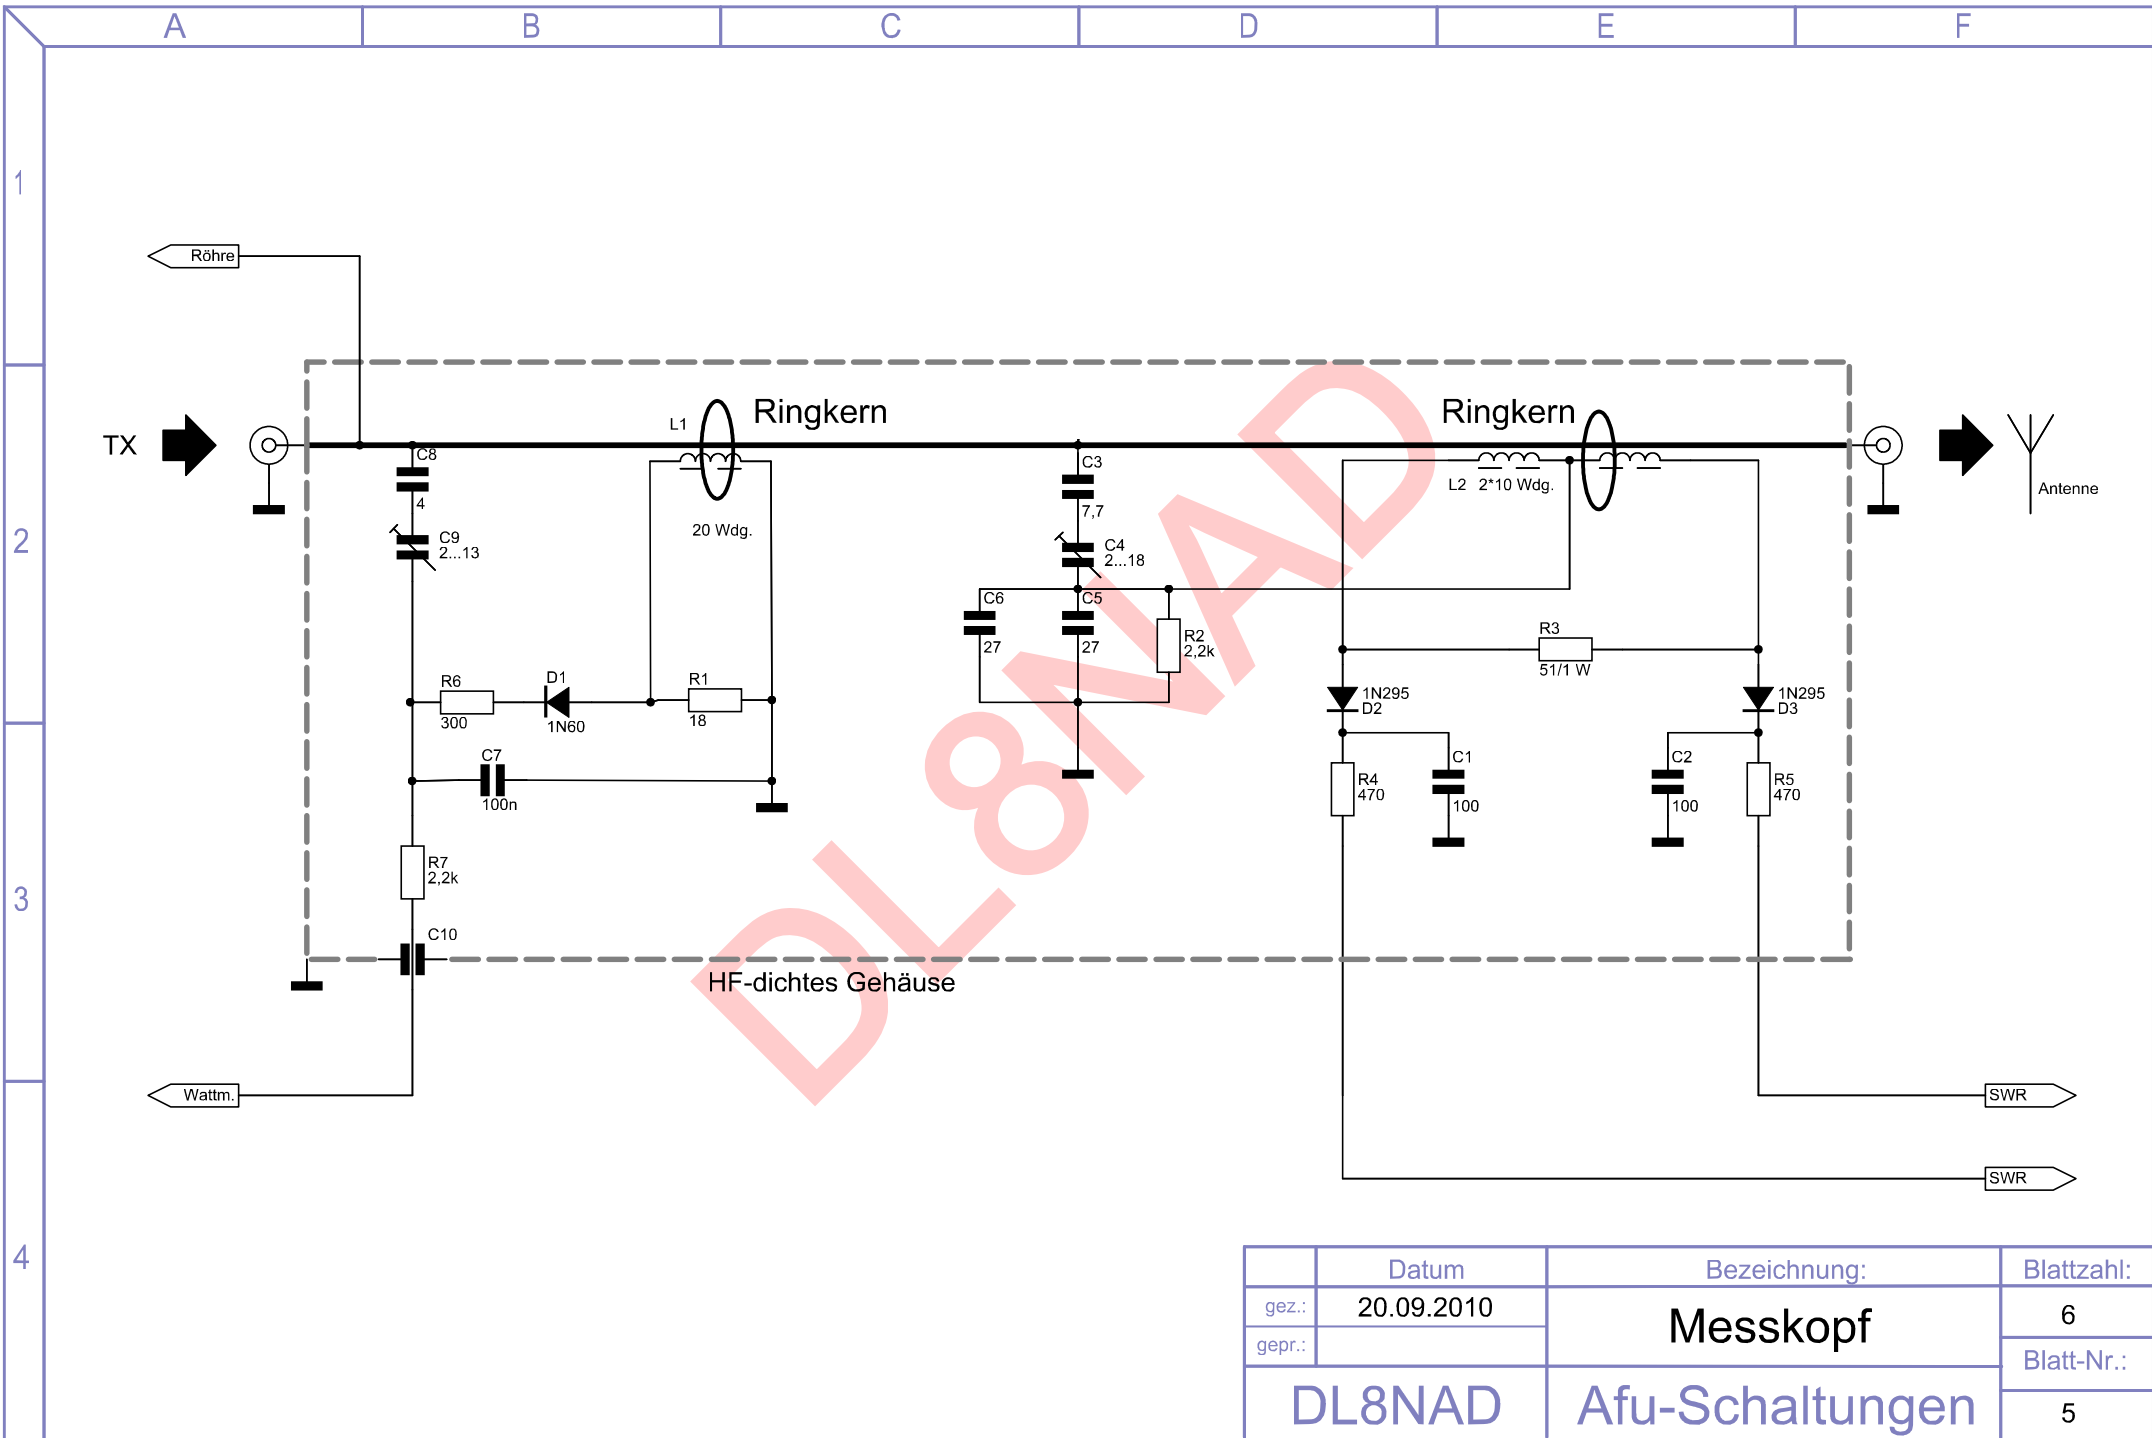 A B C D E F
1
2
3
4
Röhre
TX
L1
Ringkern
20 Wdg.
C8
4
C9
2...13
R6
300
D1
1N60
R1
18
C7
100n
R7
2,2k
C10
HF-dichtes Gehäuse
Wattm.
C3
7,7
C4
2...18
C6
27
C5
27
R2
2,2k
Ringkern
L2 2*10 Wdg.
R3
51/1 W
1N295
D2
1N295
D3
R4
470
C1
100
C2
100
R5
470
Antenne
SWR
SWR
DL8NAD
Datum
Bezeichnung:
Blattzahl:
gez.:
20.09.2010
Messkopf
6
gepr.:
Blatt-Nr.:
DL8NAD
Afu-Schaltungen
5